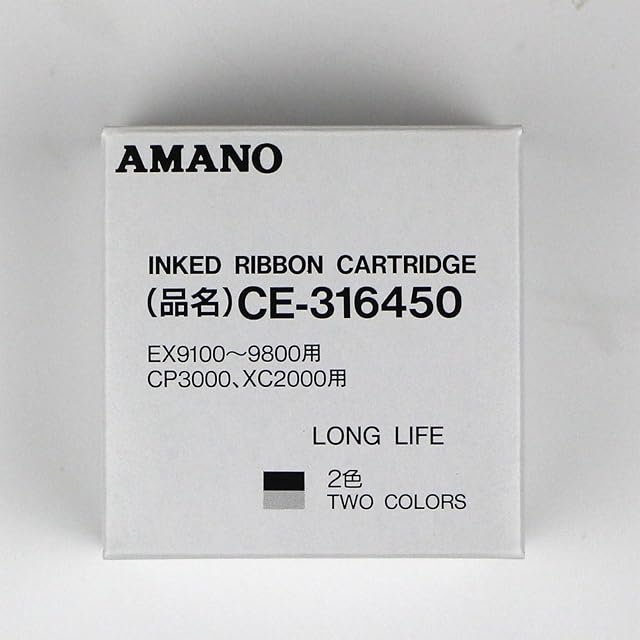 AMANO
INKED RIBBON CARTRIDGE
(品名)CE-316450
EX9100～9800用
CP3000、XC2000用
LONG LIFE
2色
TWO COLORS